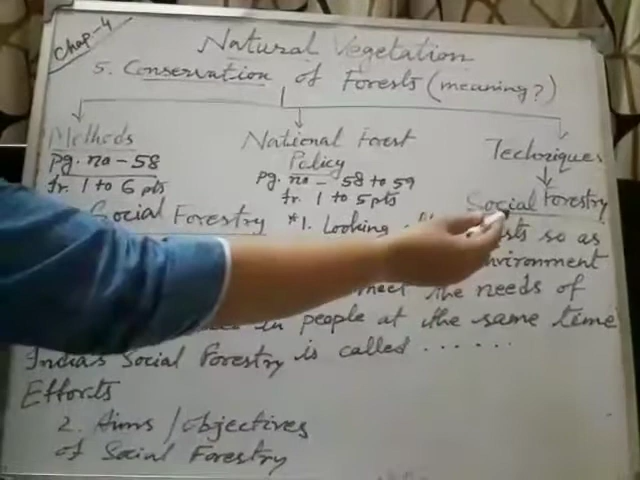 Chap-4
Natural Vegetation
5. Conservation of Forests (meaning?)
Methods
Pg. no - 58
fr. 1 to 6 pts
National Forest
Policy
Pg. no - 58 to 59
fr. 1 to 5 pts
Techniques
Social Forestry
Social Forestry
*1. Looking
so as
nvironment
meet the needs of
in people at the same time
India's Social Forestry is called ......
Efforts
2. Aims/objectives
of Social Forestry